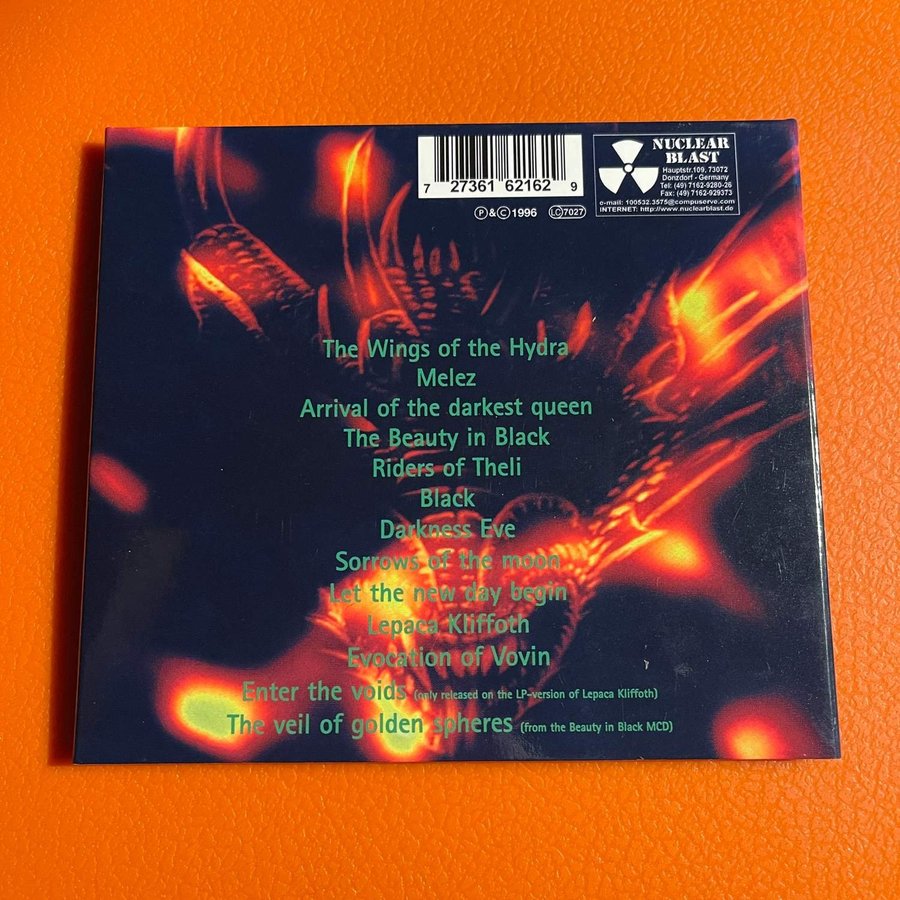 NUCLEAR
BLAST
Hauptstr.109, 73072
Donzdorf - Germany
Tel: (49) 7162-9280-26
Fax: (49) 7162-929373
e-mail: 100532.3575@compuserve.com
INTERNET: http://www.nuclearblast.de
7 27361 62162 9
Ⓟ&Ⓒ1996 LC7027
The Wings of the Hydra
Melez
Arrival of the darkest queen
The Beauty in Black
Riders of Theli
Black
Darkness Eve
Sorrows of the moon
Let the new day begin
Lepaca Kliffoth
Evocation of Vovin
Enter the voids (only released on the LP-version of Lepaca Kliffoth)
The veil of golden spheres (from the Beauty in Black MCD)